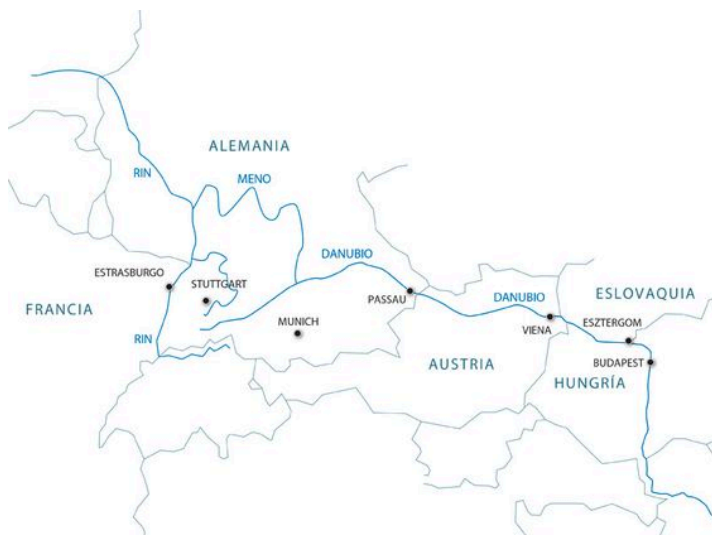 ALEMANIA
RIN
MENO
DANUBIO
ESTRASBURGO
STUTTGART
FRANCIA
PASSAU
DANUBIO
ESLOVAQUIA
MUNICH
VIENA
ESZTERGOM
RIN
AUSTRIA
BUDAPEST
HUNGRÍA